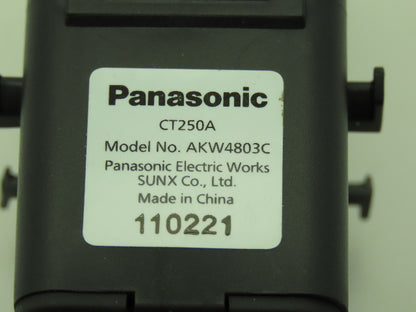 Panasonic
CT250A
Model No. AKW4803C
Panasonic Electric Works
SUNX Co., Ltd.
Made in China
110221